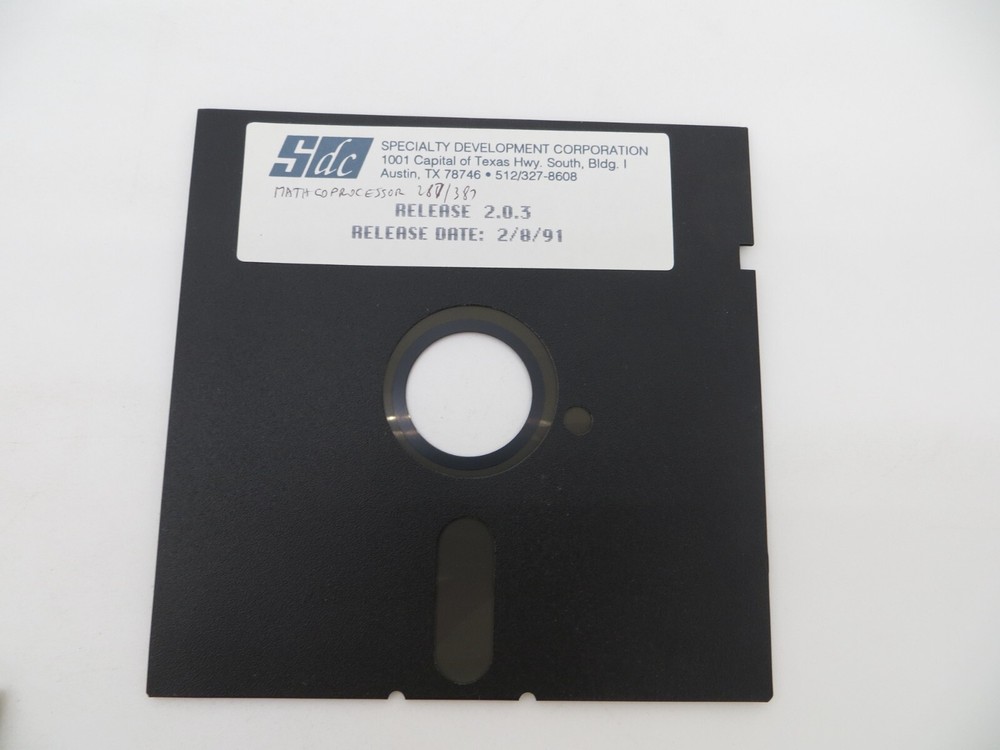 Sdc
SPECIALTY DEVELOPMENT CORPORATION
1001 Capital of Texas Hwy. South, Bldg. I
Austin, TX 78746 • 512/327-8608
MATH COPROCESSOR 287/387
RELEASE 2.0.3
RELEASE DATE: 2/8/91